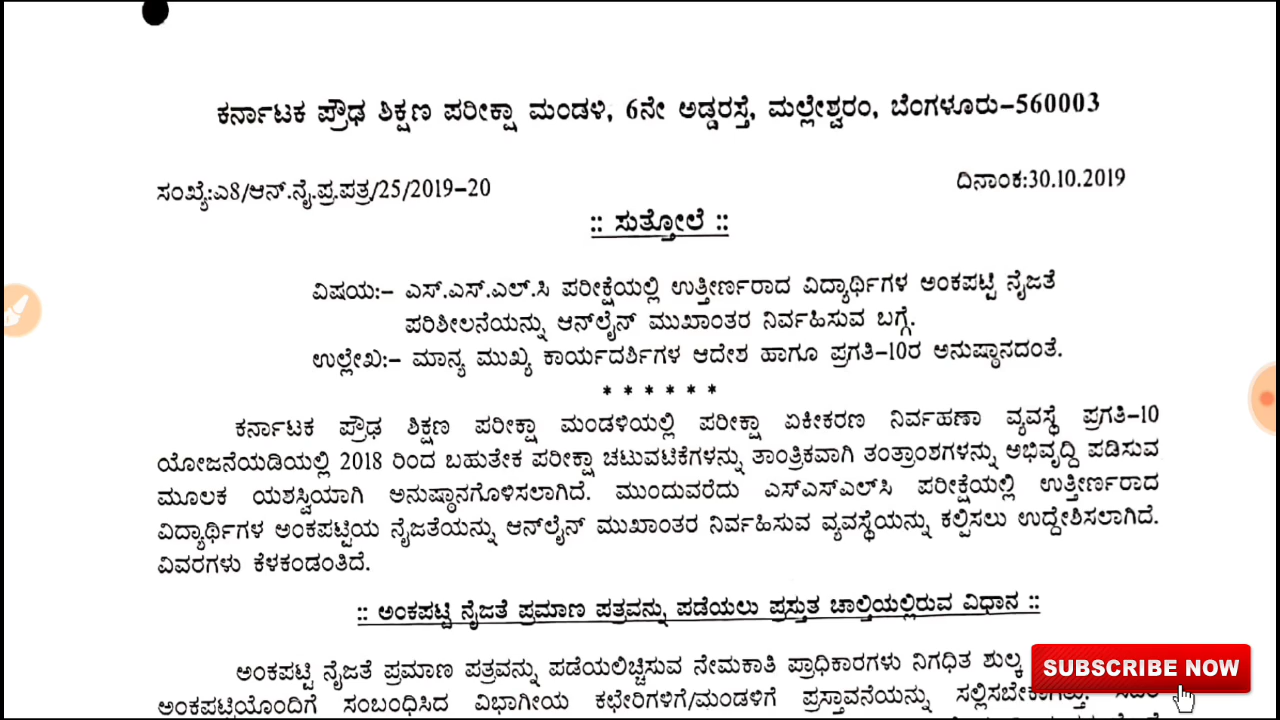 ಕರ್ನಾಟಕ ಪ್ರೌಢ ಶಿಕ್ಷಣ ಪರೀಕ್ಷಾ ಮಂಡಳಿ, 6ನೇ ಅಡ್ಡರಸ್ತೆ, ಮಲ್ಲೇಶ್ವರಂ, ಬೆಂಗಳೂರು-560003
ಸಂಖ್ಯೆ:ಎ8/ಆನ್.ನೈ.ಪ್ರ.ಪತ್ರ/25/2019-20 ದಿನಾಂಕ:30.10.2019
:: ಸುತ್ತೋಲೆ ::
ವಿಷಯ:- ಎಸ್.ಎಸ್.ಎಲ್.ಸಿ ಪರೀಕ್ಷೆಯಲ್ಲಿ ಉತ್ತೀರ್ಣರಾದ ವಿದ್ಯಾರ್ಥಿಗಳ ಅಂಕಪಟ್ಟಿ ನೈಜತೆ
ಪರಿಶೀಲನೆಯನ್ನು ಆನ್‌ಲೈನ್ ಮುಖಾಂತರ ನಿರ್ವಹಿಸುವ ಬಗ್ಗೆ.
ಉಲ್ಲೇಖ:- ಮಾನ್ಯ ಮುಖ್ಯ ಕಾರ್ಯದರ್ಶಿಗಳ ಆದೇಶ ಹಾಗೂ ಪ್ರಗತಿ-10ರ ಅನುಷ್ಠಾನದಂತೆ.
* * * * * *
ಕರ್ನಾಟಕ ಪ್ರೌಢ ಶಿಕ್ಷಣ ಪರೀಕ್ಷಾ ಮಂಡಳಿಯಲ್ಲಿ ಪರೀಕ್ಷಾ ಏಕೀಕರಣ ನಿರ್ವಹಣಾ ವ್ಯವಸ್ಥೆ ಪ್ರಗತಿ-10
ಯೋಜನೆಯಡಿಯಲ್ಲಿ 2018 ರಿಂದ ಬಹುತೇಕ ಪರೀಕ್ಷಾ ಚಟುವಟಿಕೆಗಳನ್ನು ತಾಂತ್ರಿಕವಾಗಿ ತಂತ್ರಾಂಶಗಳನ್ನು ಅಭಿವೃದ್ಧಿ ಪಡಿಸುವ
ಮೂಲಕ ಯಶಸ್ವಿಯಾಗಿ ಅನುಷ್ಠಾನಗೊಳಿಸಲಾಗಿದೆ. ಮುಂದುವರೆದು ಎಸ್‌ಎಸ್‌ಎಲ್‌ಸಿ ಪರೀಕ್ಷೆಯಲ್ಲಿ ಉತ್ತೀರ್ಣರಾದ
ವಿದ್ಯಾರ್ಥಿಗಳ ಅಂಕಪಟ್ಟಿಯ ನೈಜತೆಯನ್ನು ಆನ್‌ಲೈನ್ ಮುಖಾಂತರ ನಿರ್ವಹಿಸುವ ವ್ಯವಸ್ಥೆಯನ್ನು ಕಲ್ಪಿಸಲು ಉದ್ದೇಶಿಸಲಾಗಿದೆ.
ವಿವರಗಳು ಕೆಳಕಂಡಂತಿದೆ.
:: ಅಂಕಪಟ್ಟಿ ನೈಜತೆ ಪ್ರಮಾಣ ಪತ್ರವನ್ನು ಪಡೆಯಲು ಪ್ರಸ್ತುತ ಚಾಲ್ತಿಯಲ್ಲಿರುವ ವಿಧಾನ ::
ಅಂಕಪಟ್ಟಿ ನೈಜತೆ ಪ್ರಮಾಣ ಪತ್ರವನ್ನು ಪಡೆಯಲಿಚ್ಛಿಸುವ ನೇಮಕಾತಿ ಪ್ರಾಧಿಕಾರಗಳು ನಿಗಧಿತ ಶುಲ್ಕ
ಅಂಕಪಟ್ಟಿಯೊಂದಿಗೆ ಸಂಬಂಧಿಸಿದ ವಿಭಾಗೀಯ ಕಛೇರಿಗಳಿಗೆ/ಮಂಡಳಿಗೆ ಪ್ರಸ್ತಾವನೆಯನ್ನು
SUBSCRIBE NOW